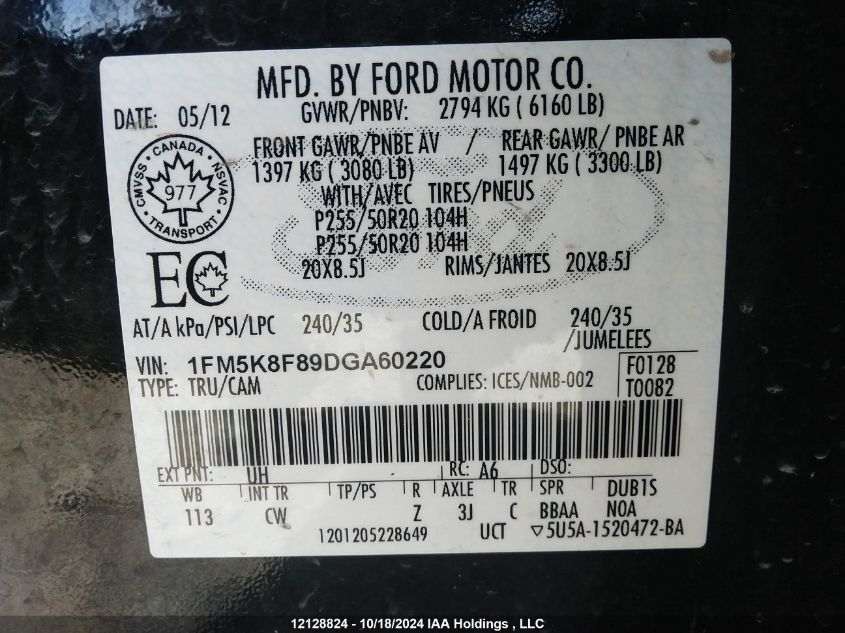 MFD. BY FORD MOTOR CO.
DATE: 05/12 GVWR/PNBV: 2794 KG ( 6160 LB)
FRONT GAWR/PNBE AV / REAR GAWR/ PNBE AR
1397 KG ( 3080 LB) 1497 KG ( 3300 LB)
WITH/AVEC TIRES/PNEUS
P255/50R20 104H
P255/50R20 104H
20X8.5J RIMS/JANTES 20X8.5J
CMVSS CANADA NSVAC
977
TRANSPORT
EC
AT/A kPa/PSI/LPC 240/35 COLD/A FROID 240/35
/JUMELEES
VIN: 1FM5K8F89DGA60220 F0128
TYPE: TRU/CAM COMPLIES: ICES/NMB-002 T0082
EXT PNT: UH RC: A6 DSO:
WB INT TR TP/PS R AXLE TR SPR DUB1S
113 CW Z 3J C BBAA NOA
1201205228649 UCT ▽5U5A-1520472-BA
12128824 - 10/18/2024 IAA Holdings , LLC